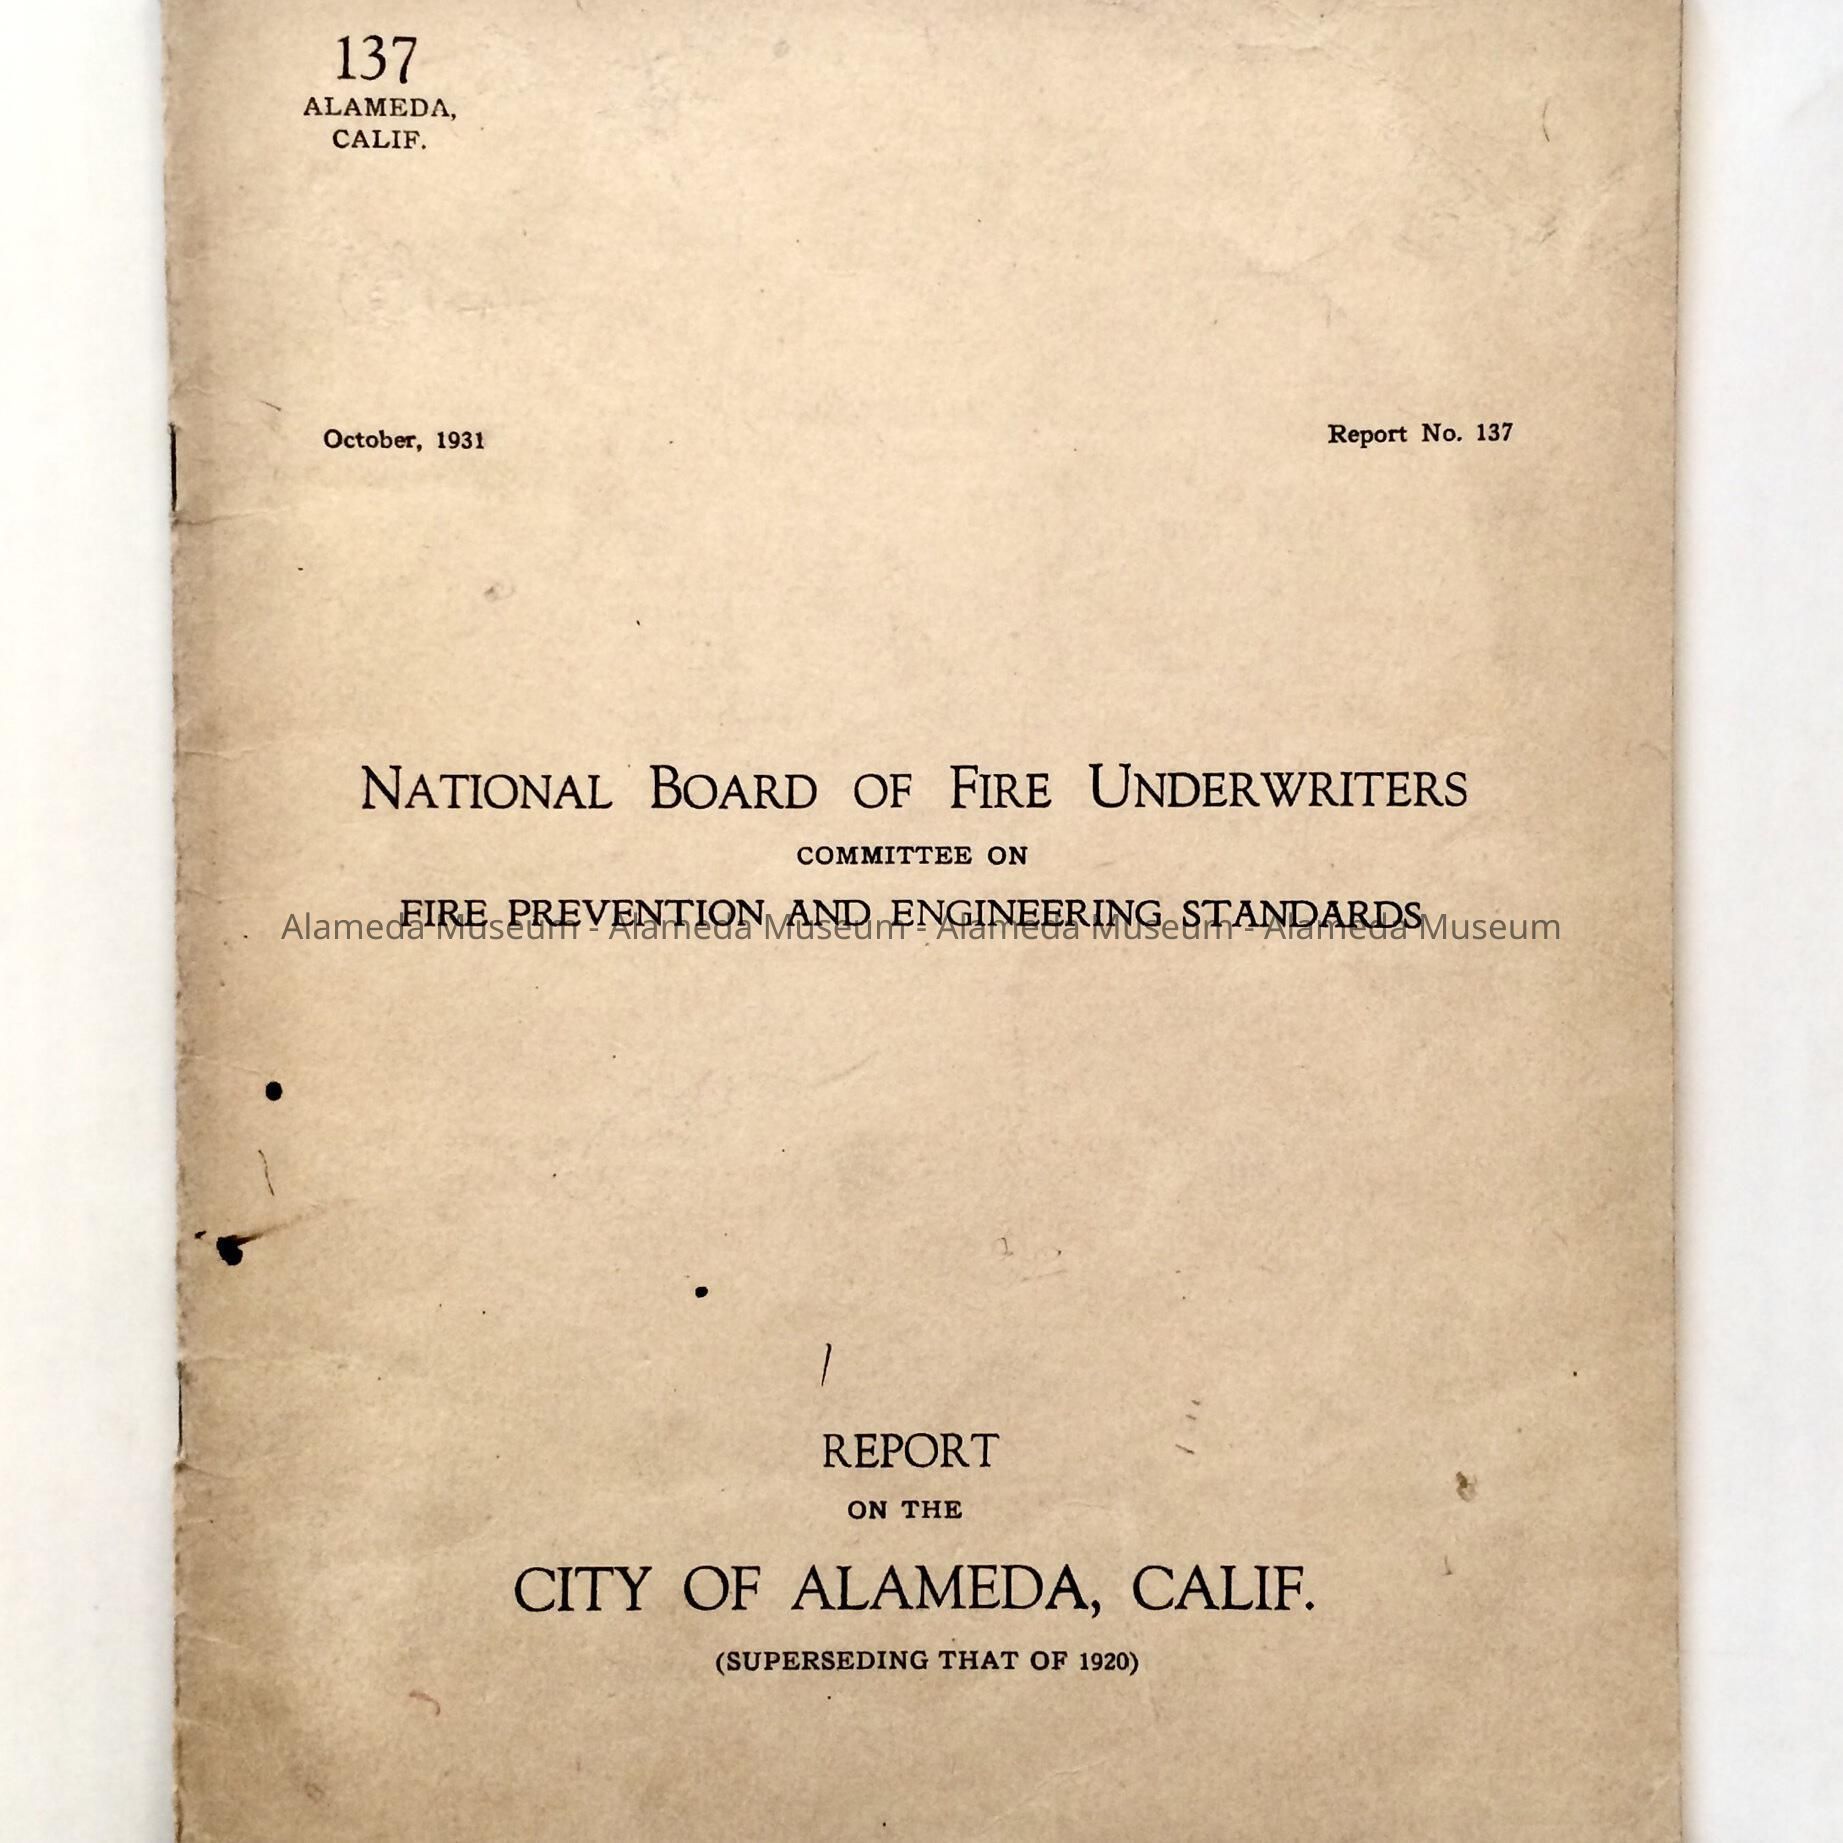 137
ALAMEDA,
CALIF.
October, 1931
Report No. 137
NATIONAL BOARD OF FIRE UNDERWRITERS
COMMITTEE ON
FIRE PREVENTION AND ENGINEERING STANDARDS
Alameda Museum - Alameda Museum - Alameda Museum - Alameda Museum
REPORT
ON THE
CITY OF ALAMEDA, CALIF.
(SUPERSEDING THAT OF 1920)